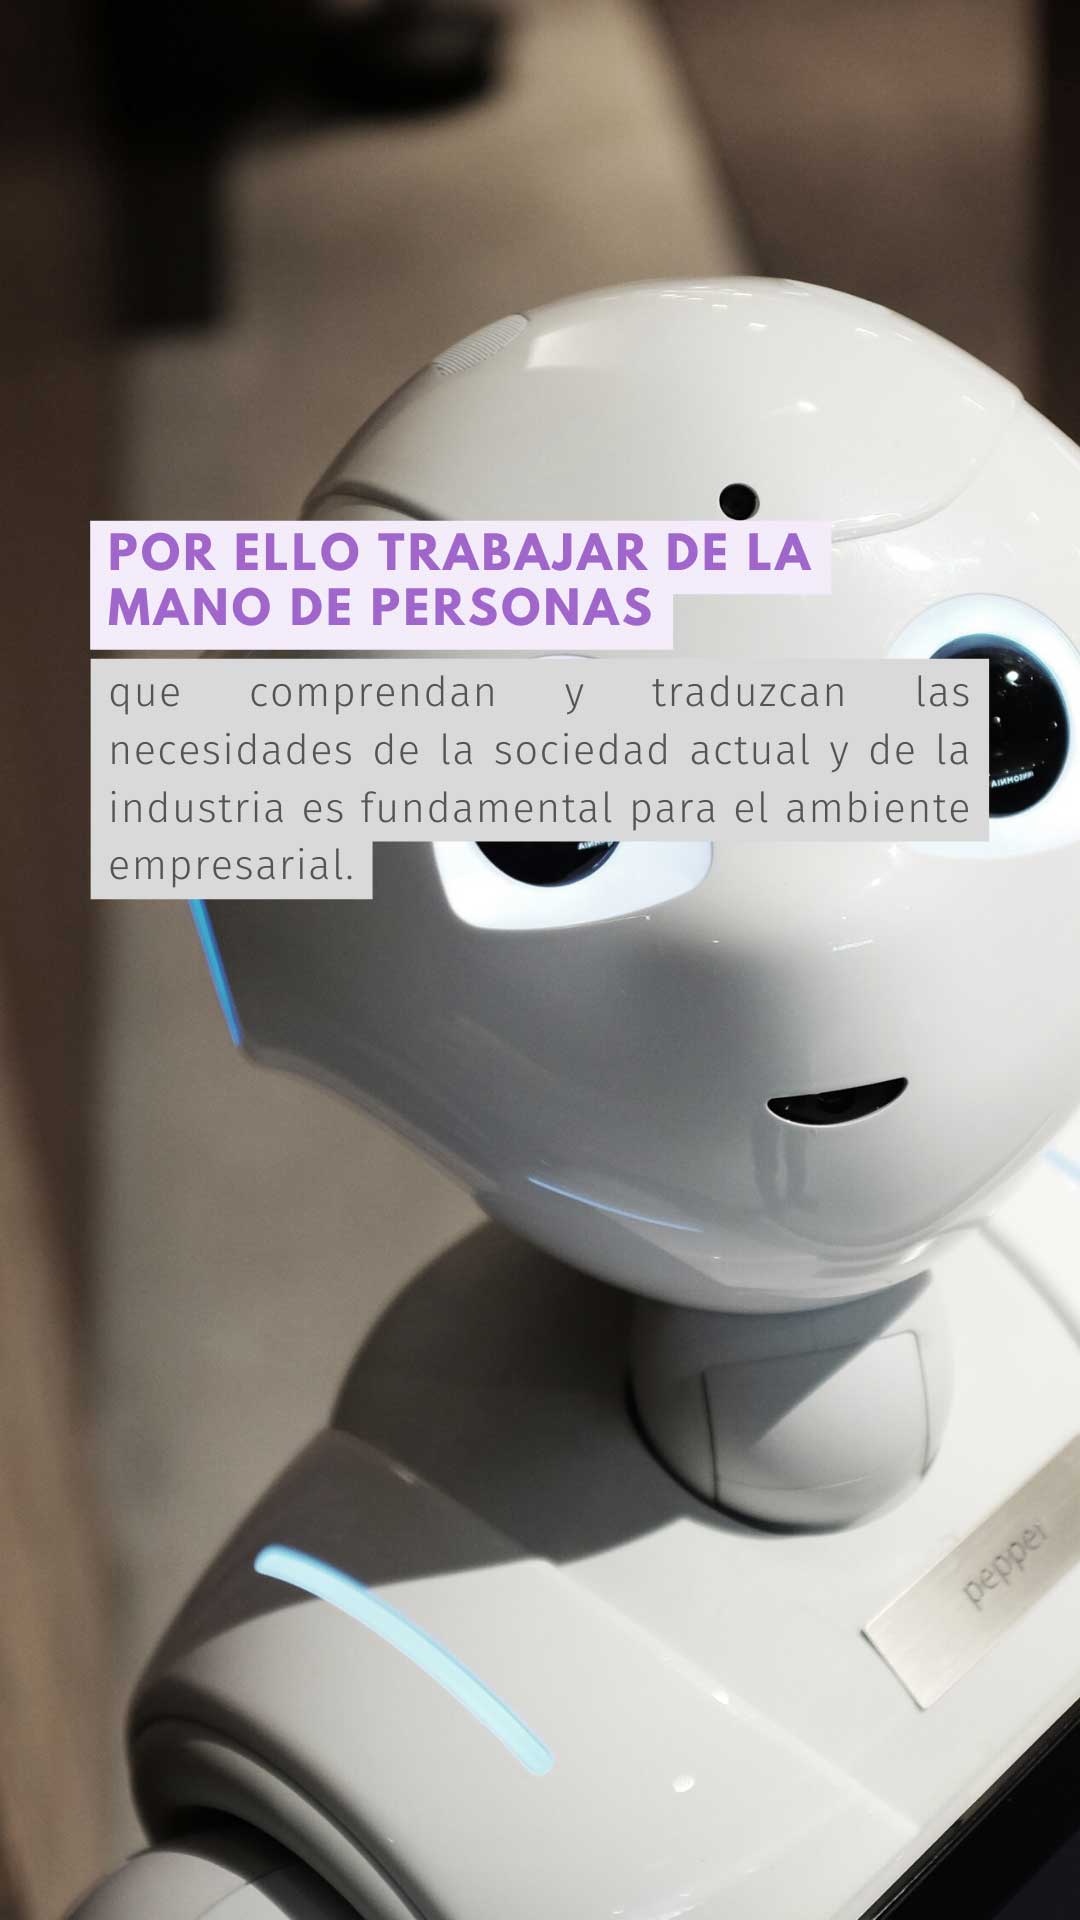 POR ELLO TRABAJAR DE LA
MANO DE PERSONAS
que comprendan y traduzcan las
necesidades de la sociedad actual y de la
industria es fundamental para el ambiente
empresarial.
pepper